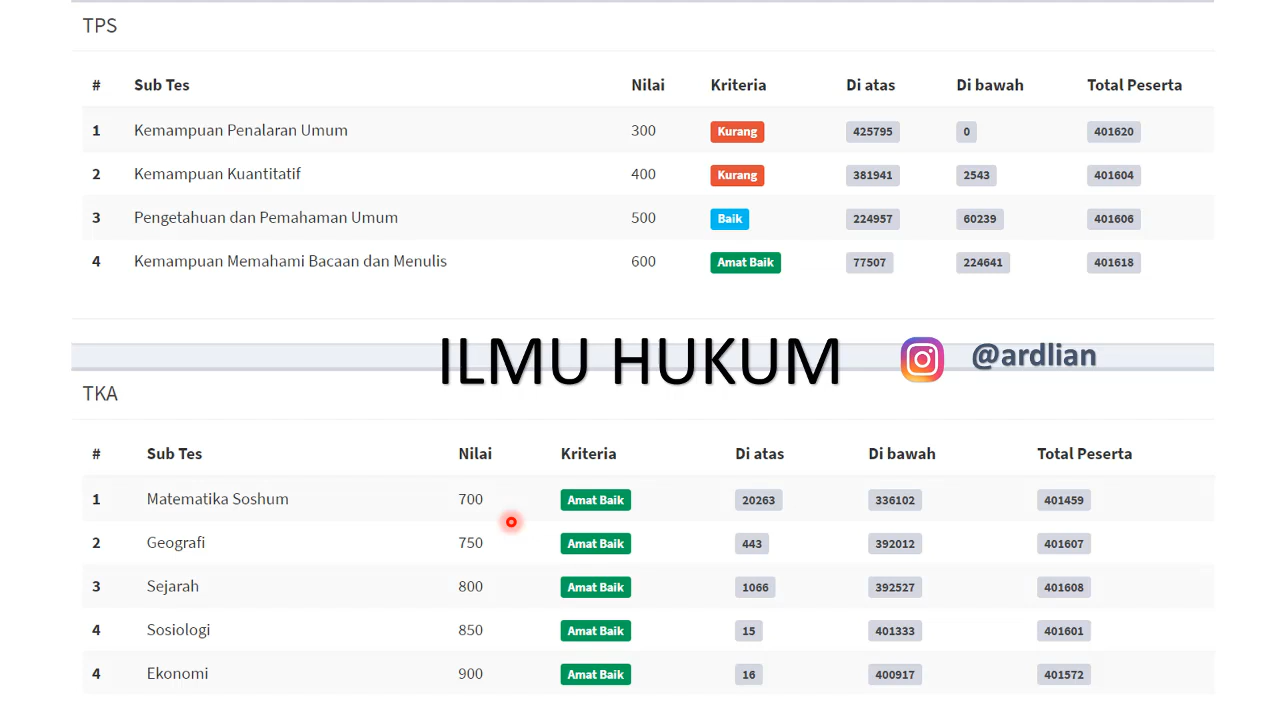 TPS
# Sub Tes Nilai Kriteria Di atas Di bawah Total Peserta
1 Kemampuan Penalaran Umum 300 Kurang 425795 0 401620
2 Kemampuan Kuantitatif 400 Kurang 381941 2543 401604
3 Pengetahuan dan Pemahaman Umum 500 Baik 224957 60239 401606
4 Kemampuan Memahami Bacaan dan Menulis 600 Amat Baik 77507 224641 401618
ILMU HUKUM @ardlian
TKA
# Sub Tes Nilai Kriteria Di atas Di bawah Total Peserta
1 Matematika Soshum 700 Amat Baik 20263 336102 401459
2 Geografi 750 Amat Baik 443 392012 401607
3 Sejarah 800 Amat Baik 1066 392527 401608
4 Sosiologi 850 Amat Baik 15 401333 401601
4 Ekonomi 900 Amat Baik 16 400917 401572